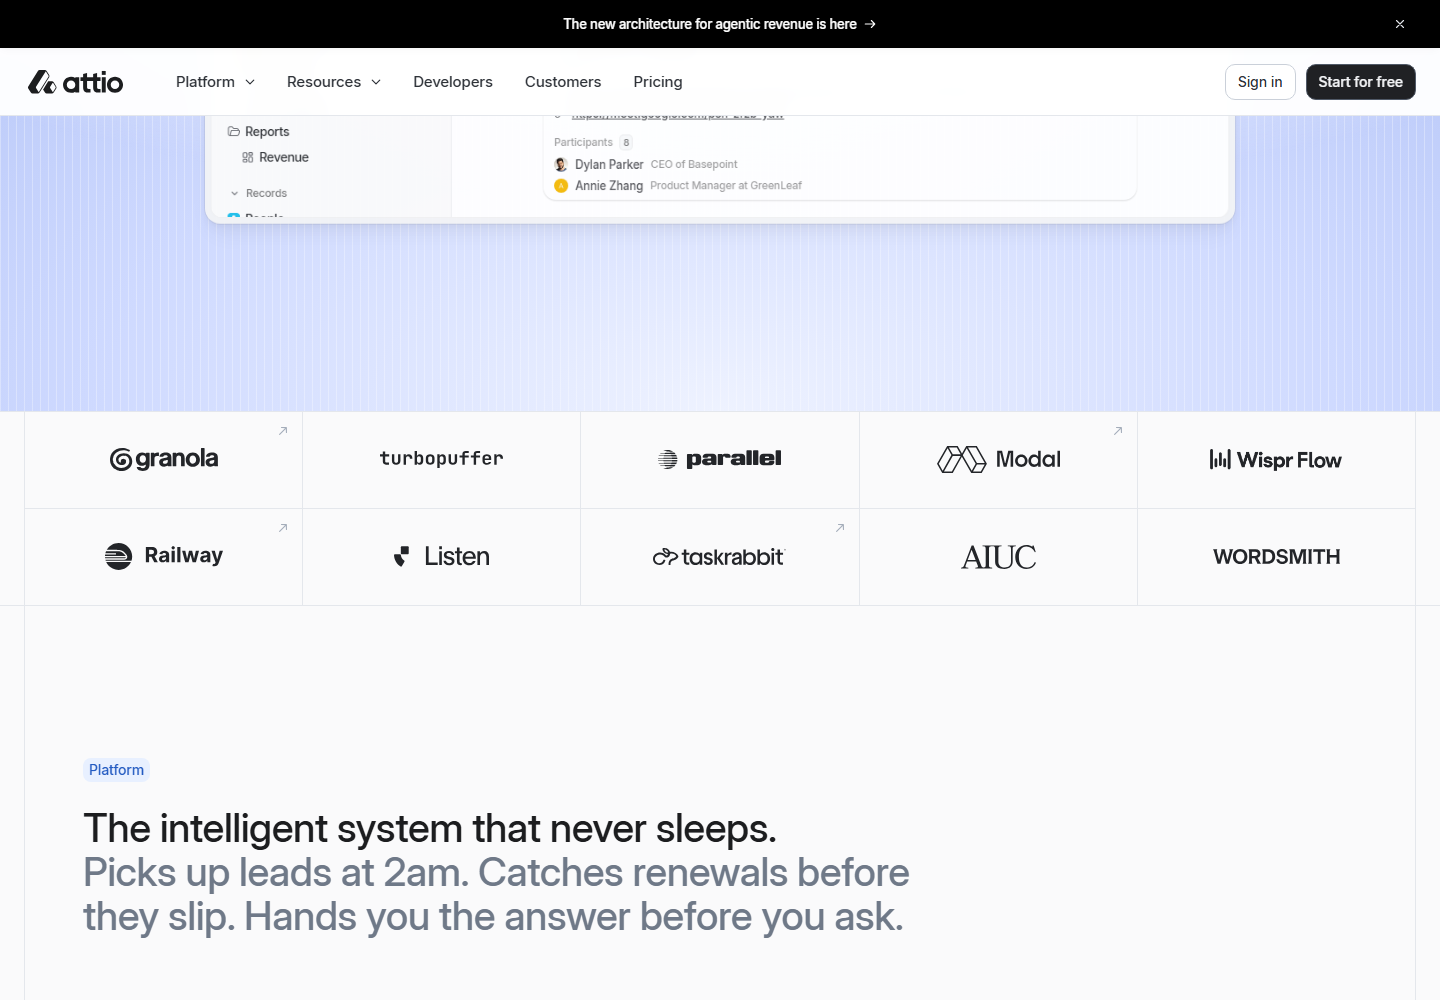 The new architecture for agentic revenue is here →
attio
Platform
Resources
Developers
Customers
Pricing
Sign in
Start for free
Reports
Revenue
Records
Participants 8
Dylan Parker CEO of Basepoint
A Annie Zhang Product Manager at GreenLeaf
granola
turbopuffer
parallel
Modal
Wispr Flow
Railway
Listen
taskrabbit
AIUC
WORDSMITH
Platform
The intelligent system that never sleeps.
Picks up leads at 2am. Catches renewals before
they slip. Hands you the answer before you ask.